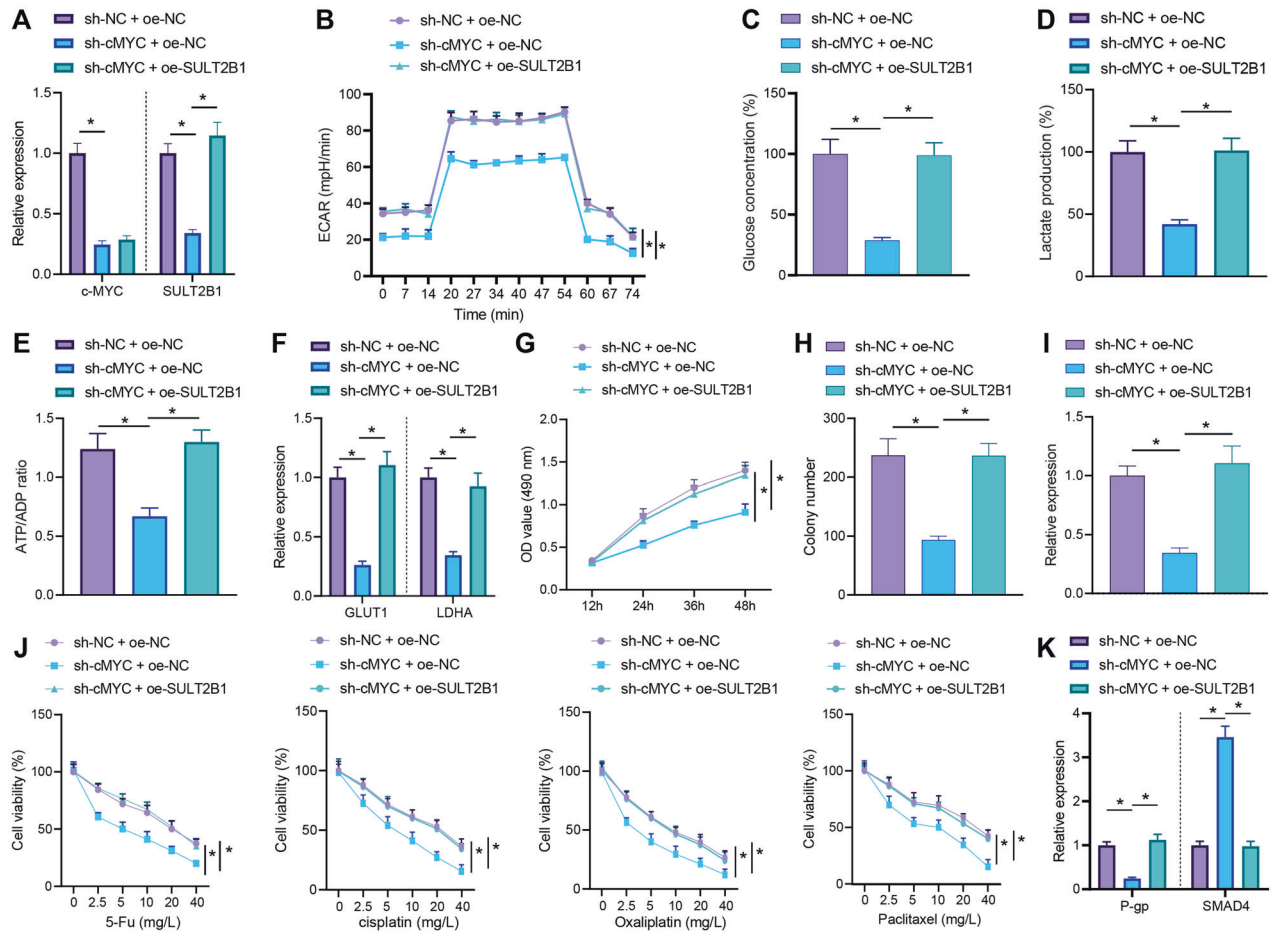 A
sh-NC + oe-NC
sh-cMYC + oe-NC
sh-cMYC + oe-SULT2B1
Relative expression
1.5
1.0
0.5
0.0
*
*
*
c-MYC
SULT2B1
B
sh-NC + oe-NC
sh-cMYC + oe-NC
sh-cMYC + oe-SULT2B1
ECAR (mpH/min)
100
80
60
40
20
0
0 7 14 20 27 34 40 47 54 60 67 74
Time (min)
* *
C
sh-NC + oe-NC
sh-cMYC + oe-NC
sh-cMYC + oe-SULT2B1
Glucose concentration (%)
150
100
50
0
* *
D
sh-NC + oe-NC
sh-cMYC + oe-NC
sh-cMYC + oe-SULT2B1
Lactate production (%)
150
100
50
0
* *
E
sh-NC + oe-NC
sh-cMYC + oe-NC
sh-cMYC + oe-SULT2B1
ATP/ADP ratio
1.5
1.0
0.5
0.0
* *
F
sh-NC + oe-NC
sh-cMYC + oe-NC
sh-cMYC + oe-SULT2B1
Relative expression
1.5
1.0
0.5
0.0
* *
* *
GLUT1
LDHA
G
sh-NC + oe-NC
sh-cMYC + oe-NC
sh-cMYC + oe-SULT2B1
OD value (490 nm)
2.0
1.5
1.0
0.5
0.0
12h 24h 36h 48h
* *
H
sh-NC + oe-NC
sh-cMYC + oe-NC
sh-cMYC + oe-SULT2B1
Colony number
300
200
100
0
* *
I
sh-NC + oe-NC
sh-cMYC + oe-NC
sh-cMYC + oe-SULT2B1
Relative expression
1.5
1.0
0.5
0.0
* *
J
sh-NC + oe-NC
sh-cMYC + oe-NC
sh-cMYC + oe-SULT2B1
Cell viability (%)
150
100
50
0
0 2.5 5 10 20 40
5-Fu (mg/L)
* *
sh-NC + oe-NC
sh-cMYC + oe-NC
sh-cMYC + oe-SULT2B1
Cell viability (%)
150
100
50
0
0 2.5 5 10 20 40
cisplatin (mg/L)
* *
sh-NC + oe-NC
sh-cMYC + oe-NC
sh-cMYC + oe-SULT2B1
Cell viability (%)
150
100
50
0
0 2.5 5 10 20 40
Oxaliplatin (mg/L)
* *
sh-NC + oe-NC
sh-cMYC + oe-NC
sh-cMYC + oe-SULT2B1
Cell viability (%)
150
100
50
0
0 2.5 5 10 20 40
Paclitaxel (mg/L)
* *
K
sh-NC + oe-NC
sh-cMYC + oe-NC
sh-cMYC + oe-SULT2B1
Relative expression
4
3
2
1
0
* *
* *
P-gp
SMAD4